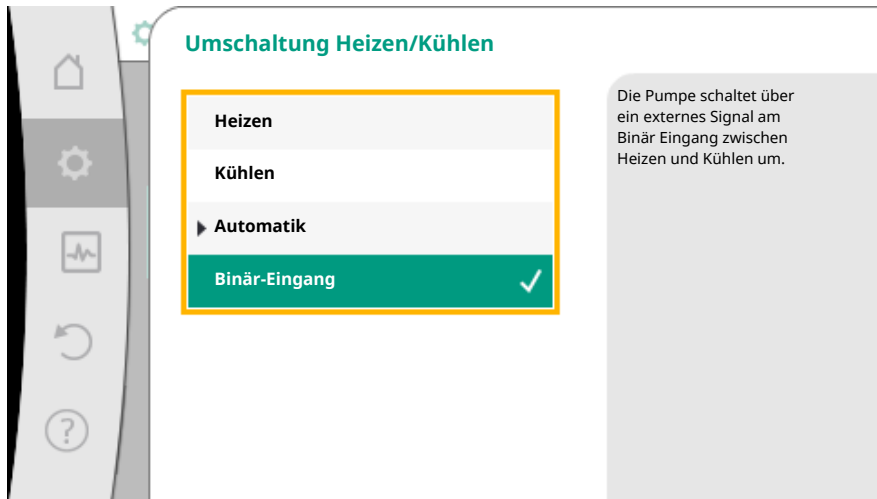 Umschaltung Heizen/Kühlen
Heizen
Kühlen
Automatik
Binär-Eingang
Die Pumpe schaltet über
ein externes Signal am
Binär Eingang zwischen
Heizen und Kühlen um.
?